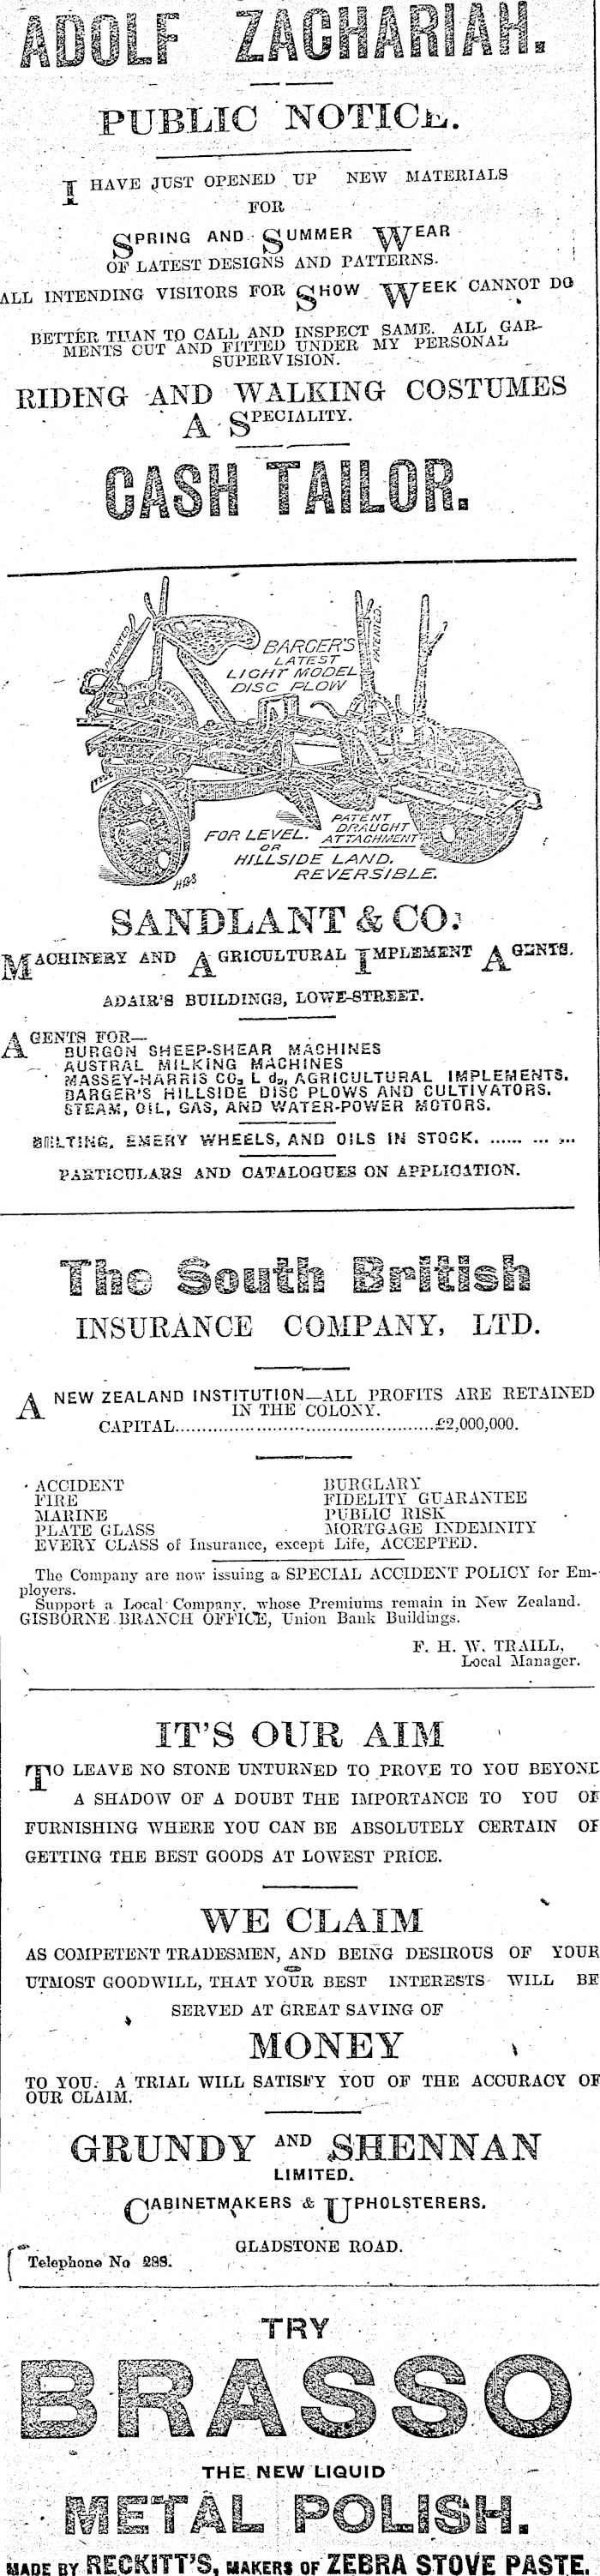 ADOLF ZACHARIAH.
PUBLIC NOTICE.
I HAVE JUST OPENED UP NEW MATERIALS
FOR
SPRING AND SUMMER WEAR
OF LATEST DESIGNS AND PATTERNS.
ALL INTENDING VISITORS FOR SHOW WEEK CANNOT DO
BETTER THAN TO CALL AND INSPECT SAME. ALL GAR-
MENTS CUT AND FITTED UNDER MY PERSONAL
SUPERVISION.
RIDING AND WALKING COSTUMES
A SPECIALITY.
CASH TAILOR.
PATENTED
PATENTED.
BARGER'S
LATEST
LIGHT MODEL
DISC PLOW
PATENT
DRAUGHT
ATTACHMENT
FOR LEVEL.
OR
HILLSIDE LAND.
REVERSIBLE.
HBS
SANDLANT & CO.
MACHINERY AND AGRICULTURAL IMPLEMENT AGENTS.
ADAIR'S BUILDINGS, LOWE-STREET.
AGENTS FOR—
BURGON SHEEP-SHEAR MACHINES
AUSTRAL MILKING MACHINES
MASSEY-HARRIS CO., L d., AGRICULTURAL IMPLEMENTS.
BARGER'S HILLSIDE DISC PLOWS AND CULTIVATORS.
STEAM, OIL, GAS, AND WATER-POWER MOTORS.
BELTING, EMERY WHEELS, AND OILS IN STOCK. ...... ... ...
PARTICULARS AND CATALOGUES ON APPLICATION.
The South British
INSURANCE COMPANY, LTD.
A NEW ZEALAND INSTITUTION—ALL PROFITS ARE RETAINED
IN THE COLONY.
CAPITAL..............................................£2,000,000.
ACCIDENT BURGLARY
FIRE FIDELITY GUARANTEE
MARINE PUBLIC RISK
PLATE GLASS MORTGAGE INDEMNITY
EVERY CLASS of Insurance, except Life, ACCEPTED.
The Company are now issuing a SPECIAL ACCIDENT POLICY for Em-
ployers.
Support a Local Company, whose Premiums remain in New Zealand.
GISBORNE BRANCH OFFICE, Union Bank Buildings.
F. H. W. TRAILL,
Local Manager.
IT'S OUR AIM
TO LEAVE NO STONE UNTURNED TO PROVE TO YOU BEYOND
A SHADOW OF A DOUBT THE IMPORTANCE TO YOU OF
FURNISHING WHERE YOU CAN BE ABSOLUTELY CERTAIN OF
GETTING THE BEST GOODS AT LOWEST PRICE.
WE CLAIM
AS COMPETENT TRADESMEN, AND BEING DESIROUS OF YOUR
UTMOST GOODWILL, THAT YOUR BEST INTERESTS WILL BE
SERVED AT GREAT SAVING OF
MONEY
TO YOU. A TRIAL WILL SATISFY YOU OF THE ACCURACY OF
OUR CLAIM.
GRUNDY AND SHENNAN
LIMITED.
CABINETMAKERS & UPHOLSTERERS.
GLADSTONE ROAD.
Telephone No 288.
TRY
BRASSO
THE NEW LIQUID
METAL POLISH.
MADE BY RECKITT'S, MAKERS OF ZEBRA STOVE PASTE.